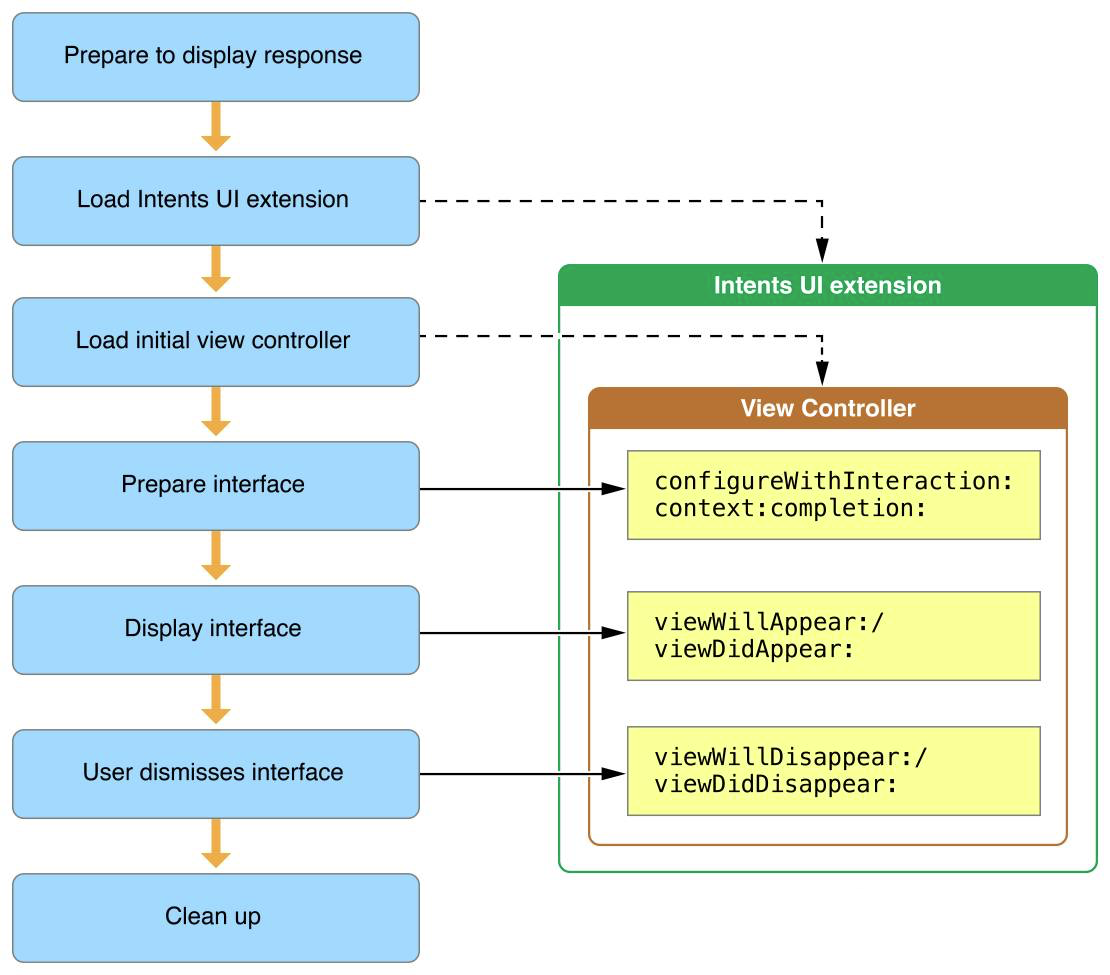 Prepare to display response
Load Intents UI extension
Load initial view controller
Prepare interface
Display interface
User dismisses interface
Clean up
Intents UI extension
View Controller
configureWithInteraction:
context:completion:
viewWillAppear:/
viewDidAppear:
viewWillDisappear:/
viewDidDisappear: